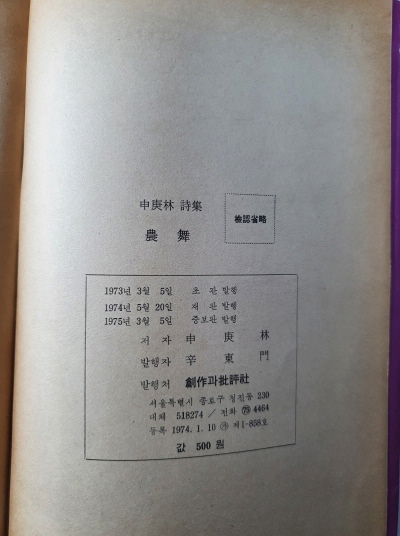 申庚林 詩集
農舞
檢認省略
1973년 3월 5일 초판 발행
1974년 5월 20일 재판 발행
1975년 3월 5일 증보판 발행
저자 申庚林
발행자 辛東門
발행처 創作과批評社
서울특별시 종로구 청진동 230
대체 518274 / 전화 ㉗ 4464
등록 1974. 1. 10 ㉮ 제1-858호
값 500원